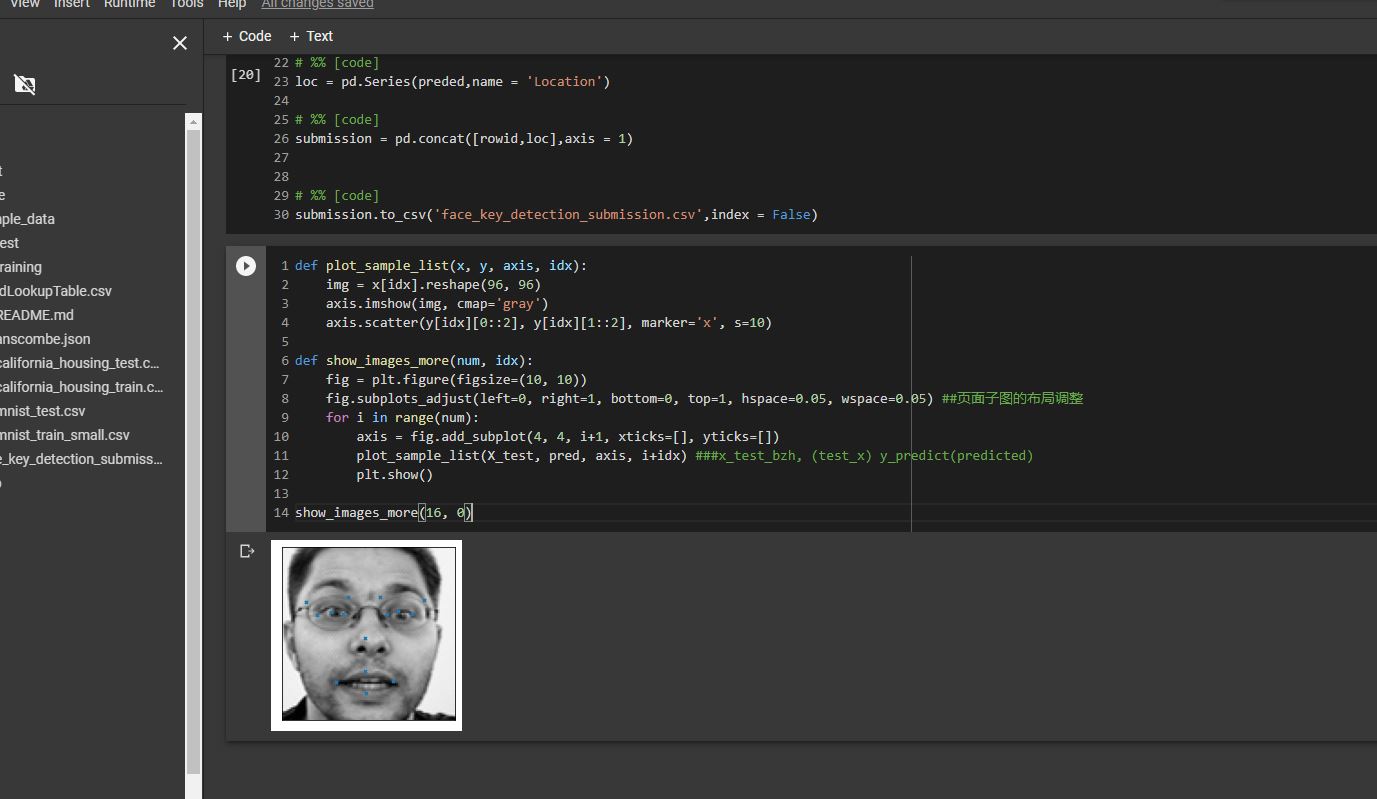 View Insert Runtime Tools Help All changes saved
+ Code + Text
[20]
22 # %% [code]
23 loc = pd.Series(preded,name = 'Location')
24
25 # %% [code]
26 submission = pd.concat([rowid,loc],axis = 1)
27
28
29 # %% [code]
30 submission.to_csv('face_key_detection_submission.csv',index = False)
1 def plot_sample_list(x, y, axis, idx):
2 img = x[idx].reshape(96, 96)
3 axis.imshow(img, cmap='gray')
4 axis.scatter(y[idx][0::2], y[idx][1::2], marker='x', s=10)
5
6 def show_images_more(num, idx):
7 fig = plt.figure(figsize=(10, 10))
8 fig.subplots_adjust(left=0, right=1, bottom=0, top=1, hspace=0.05, wspace=0.05) ##页面子图的布局调整
9 for i in range(num):
10 axis = fig.add_subplot(4, 4, i+1, xticks=[], yticks=[])
11 plot_sample_list(X_test, pred, axis, i+idx) ###x_test_bzh, (test_x) y_predict(predicted)
12 plt.show()
13
14 show_images_more(16, 0)
t
e
ple_data
est
raining
dLookupTable.csv
README.md
anscombe.json
california_housing_test.c...
california_housing_train.c...
mnist_test.csv
mnist_train_small.csv
e_key_detection_submiss...